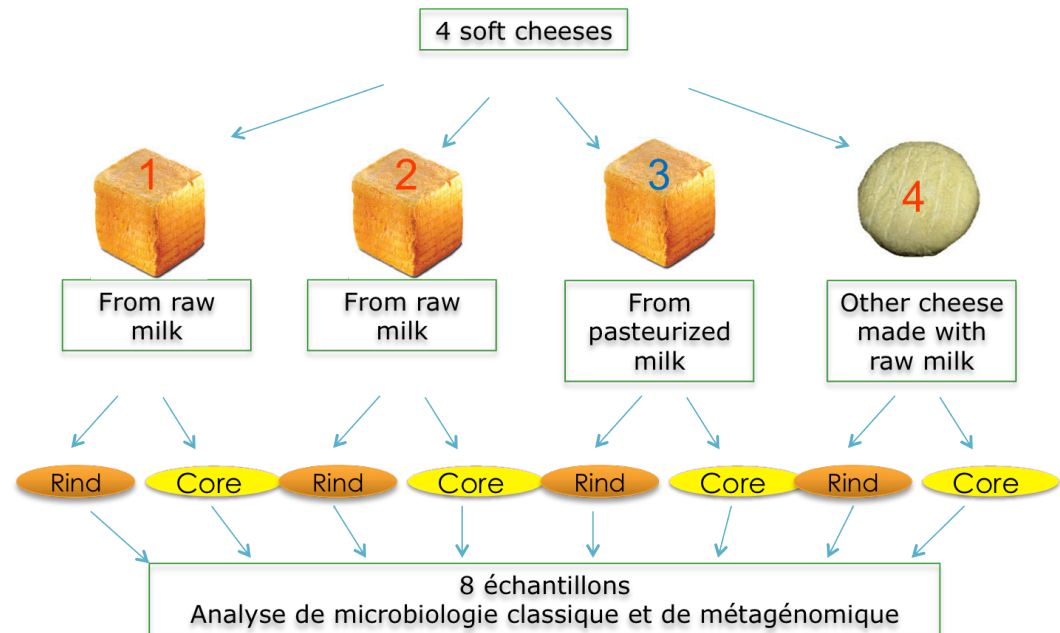 4 soft cheeses
1
2
3
4
From raw
milk
From raw
milk
From
pasteurized
milk
Other cheese
made with
raw milk
Rind
Core
Rind
Core
Rind
Core
Rind
Core
8 échantillons
Analyse de microbiologie classique et de métagénomique